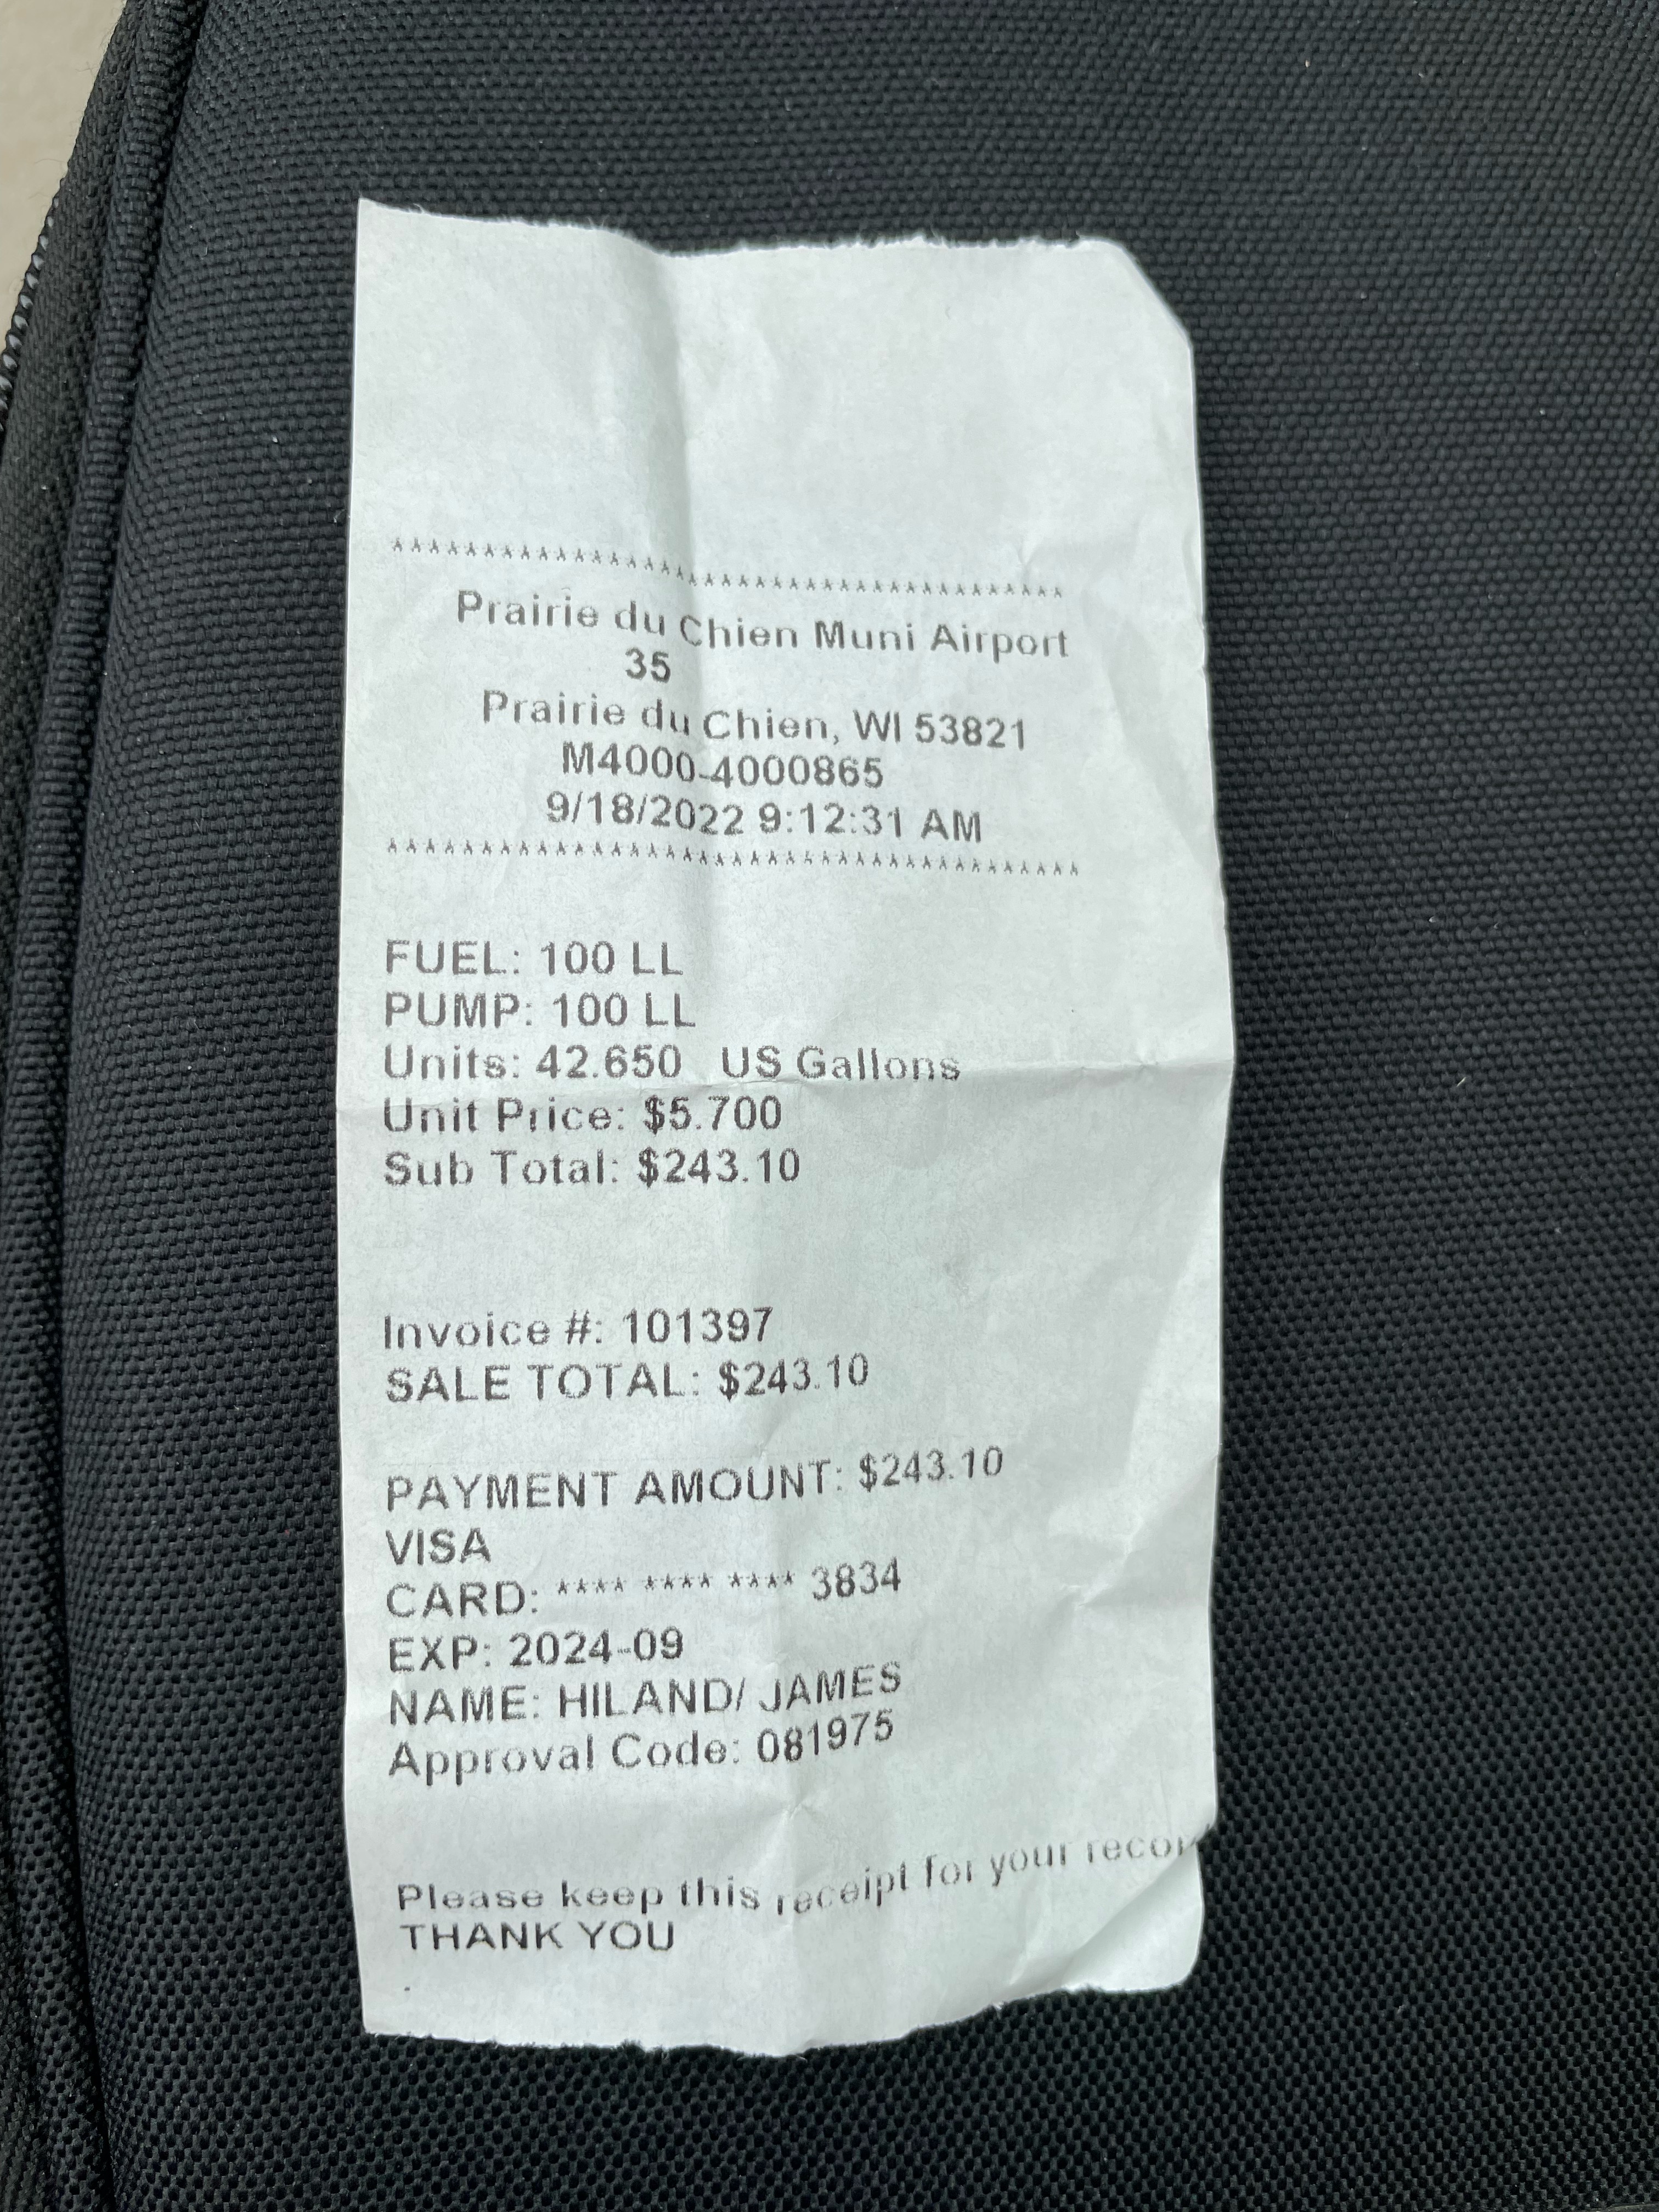 ****************************************
Prairie du Chien Muni Airport
35
Prairie du Chien, WI 53821
M4000-4000865
9/18/2022 9:12:31 AM
****************************************
FUEL: 100 LL
PUMP: 100 LL
Units: 42.650 US Gallons
Unit Price: $5.700
Sub Total: $243.10
Invoice #: 101397
SALE TOTAL: $243.10
PAYMENT AMOUNT: $243.10
VISA
CARD: **** **** **** 3834
EXP: 2024-09
NAME: HILAND/ JAMES
Approval Code: 081975
Please keep this receipt for your recor
THANK YOU